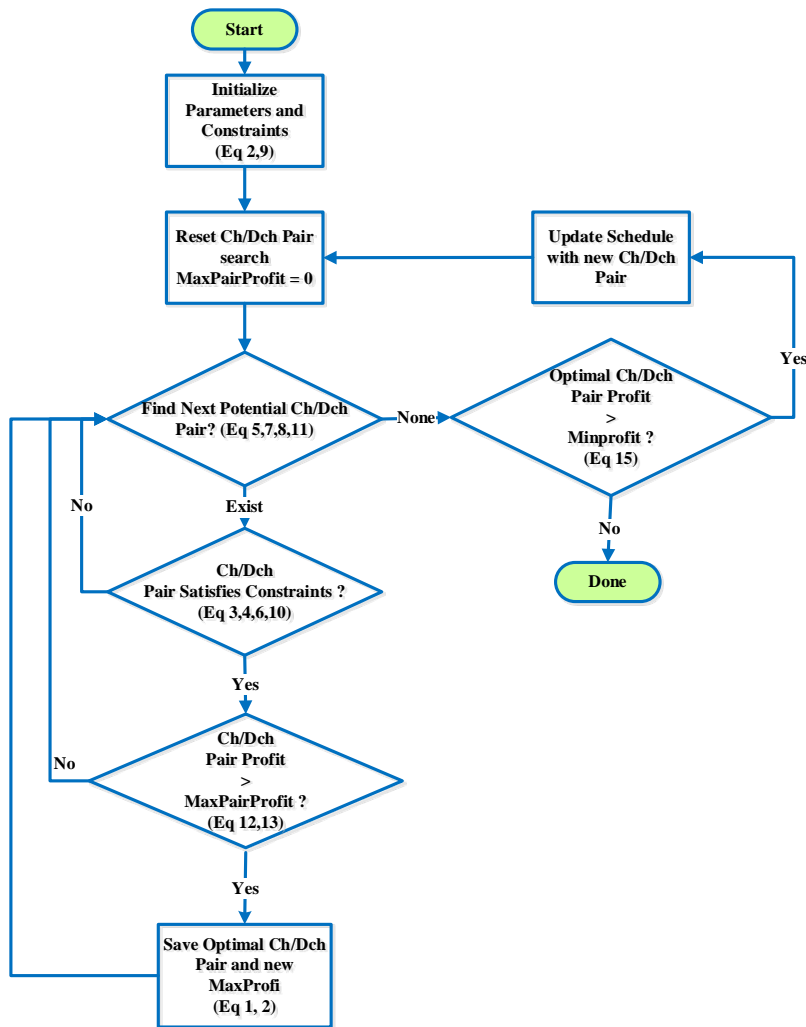 Start
Initialize
Parameters and
Constraints
(Eq 2,9)
Reset Ch/Dch Pair
search
MaxPairProfit = 0
Update Schedule
with new Ch/Dch
Pair
Yes
Find Next Potential Ch/Dch
Pair? (Eq 5,7,8,11)
None
Optimal Ch/Dch
Pair Profit
>
Minprofit ?
(Eq 15)
No
Exist
No
Done
Ch/Dch
Pair Satisfies Constraints ?
(Eq 3,4,6,10)
Yes
Ch/Dch
Pair Profit
>
MaxPairProfit ?
(Eq 12,13)
No
Yes
Save Optimal Ch/Dch
Pair and new
MaxProfi
(Eq 1, 2)